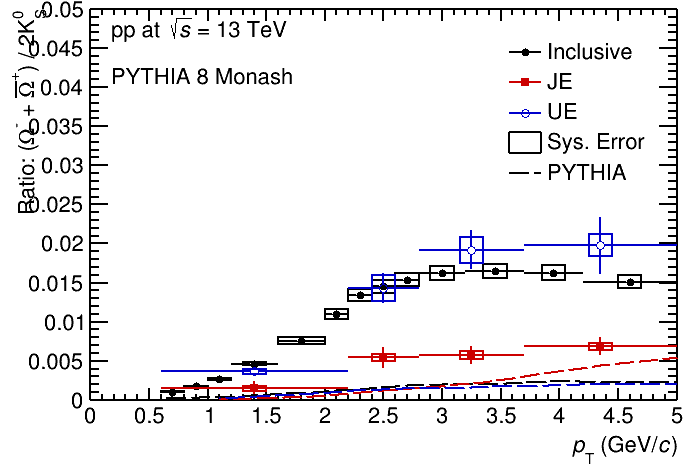 Ratio: (Ω⁻ + Ω̅⁺) / 2K⁰_S
pp at √s = 13 TeV
PYTHIA 8 Monash
Inclusive
JE
UE
Sys. Error
PYTHIA
0.05
0.045
0.04
0.035
0.03
0.025
0.02
0.015
0.01
0.005
0
0 0.5 1 1.5 2 2.5 3 3.5 4 4.5 5
p_T (GeV/c)